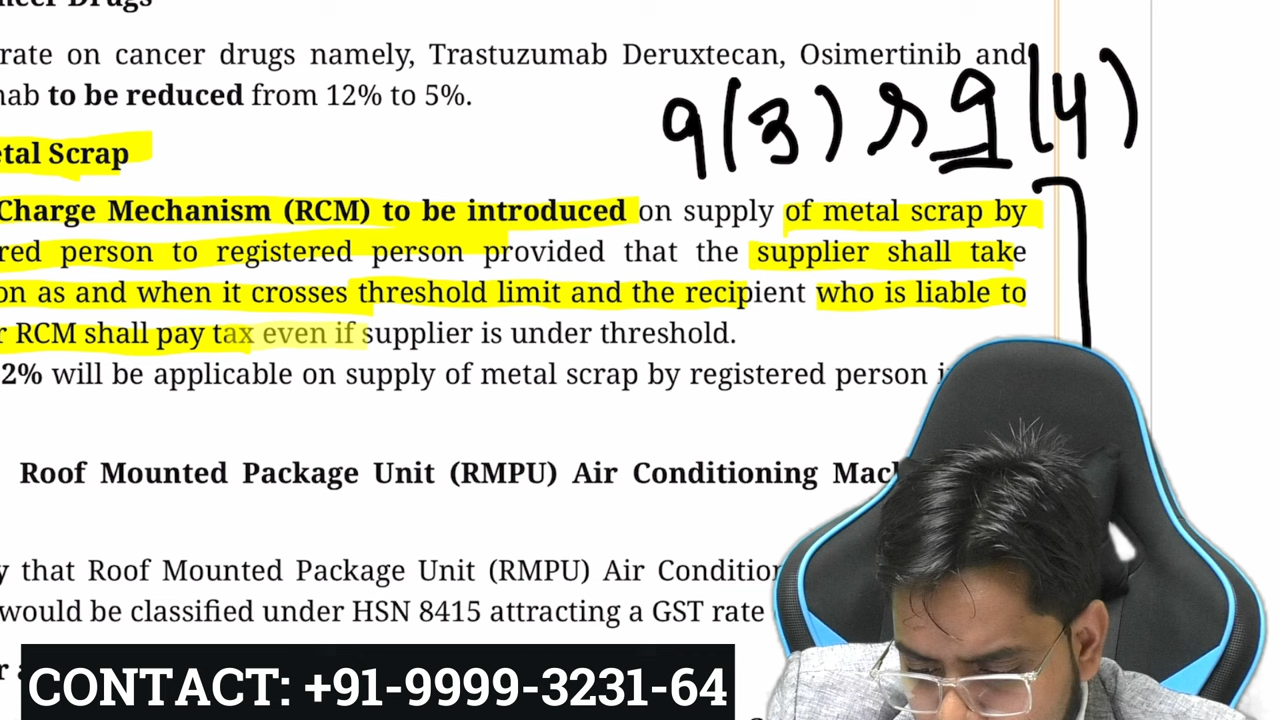 Drugs
rate on cancer drugs namely, Trastuzumab Deruxtecan, Osimertinib and
nab to be reduced from 12% to 5%.
9(3) 9(4)
etal Scrap
Charge Mechanism (RCM) to be introduced on supply of metal scrap by
red person to registered person provided that the supplier shall take
on as and when it crosses threshold limit and the recipient who is liable to
r RCM shall pay tax even if supplier is under threshold.
2% will be applicable on supply of metal scrap by registered person i
Roof Mounted Package Unit (RMPU) Air Conditioning Mac
y that Roof Mounted Package Unit (RMPU) Air Condition
would be classified under HSN 8415 attracting a GST rate
CONTACT: +91-9999-3231-64